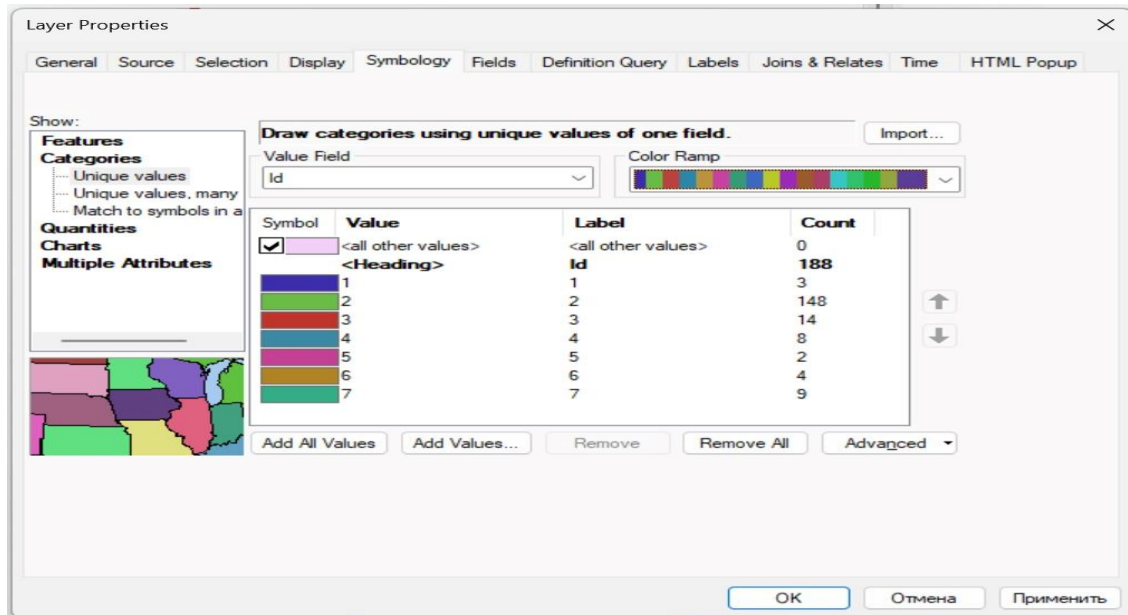 Layer Properties
General Source Selection Display Symbology Fields Definition Query Labels Joins & Relates Time HTML Popup
Show:
Features
Categories
Unique values
Unique values, many
Match to symbols in a
Quantities
Charts
Multiple Attributes
Draw categories using unique values of one field.
Import...
Value Field
Id
Color Ramp
Symbol Value Label Count
<all other values> <all other values> 0
<Heading> Id 188
1 1 3
2 2 148
3 3 14
4 4 8
5 5 2
6 6 4
7 7 9
Add All Values Add Values... Remove Remove All Advanced
OK Отмена Применить